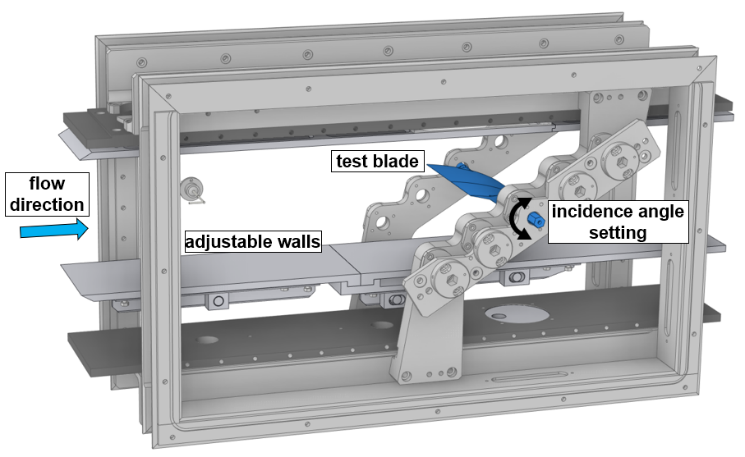 test blade
flow
direction
incidence angle
setting
adjustable walls